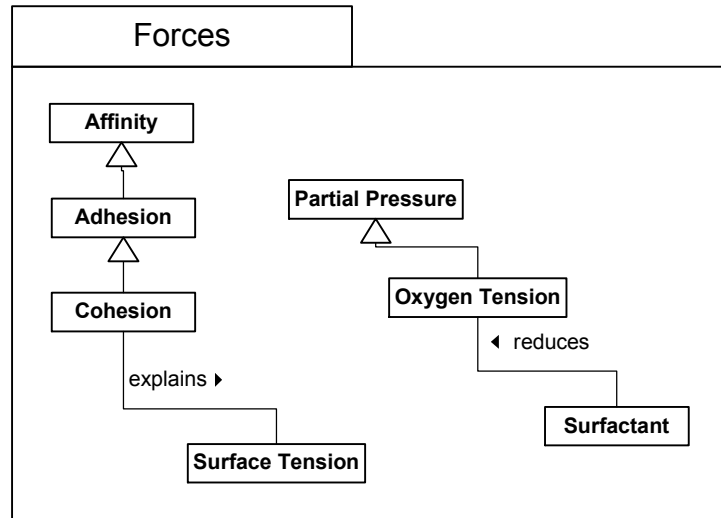 Forces
Affinity
Adhesion
Cohesion
explains
Surface Tension
Partial Pressure
Oxygen Tension
reduces
Surfactant